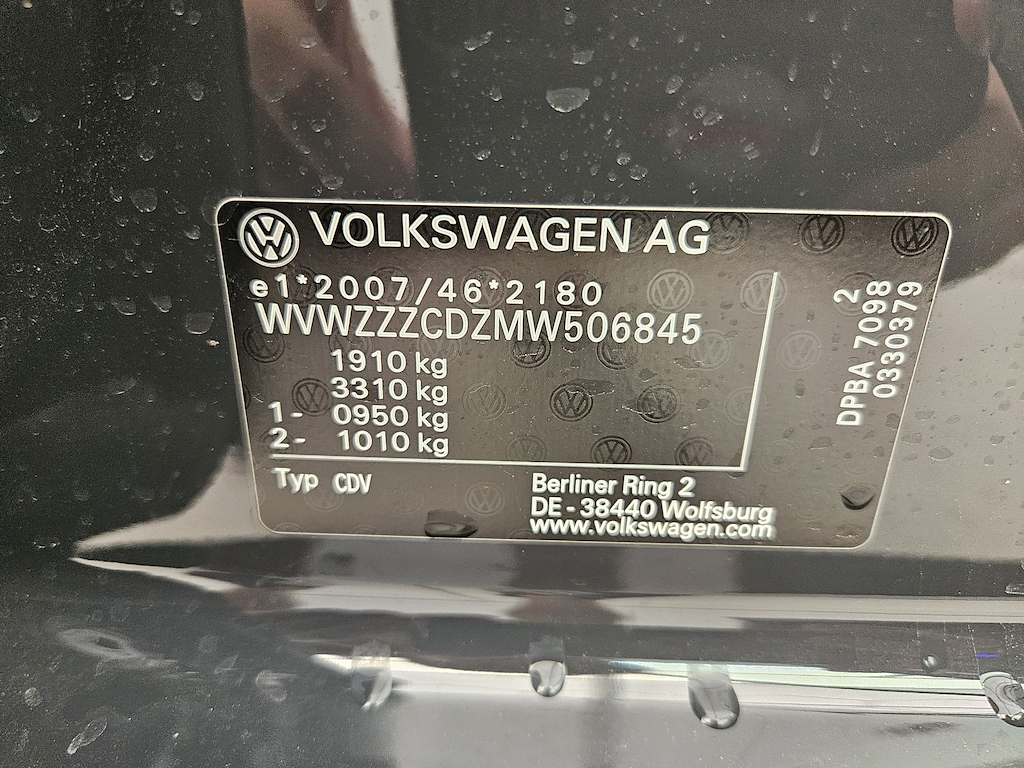 VOLKSWAGEN AG
e1*2007/46*2180
WVWZZZCDZMW506845
1910 kg
3310 kg
1- 0950 kg
2- 1010 kg
Typ CDV
Berliner Ring 2
DE - 38440 Wolfsburg
www.volkswagen.com
2
DPBA 7098
0330379